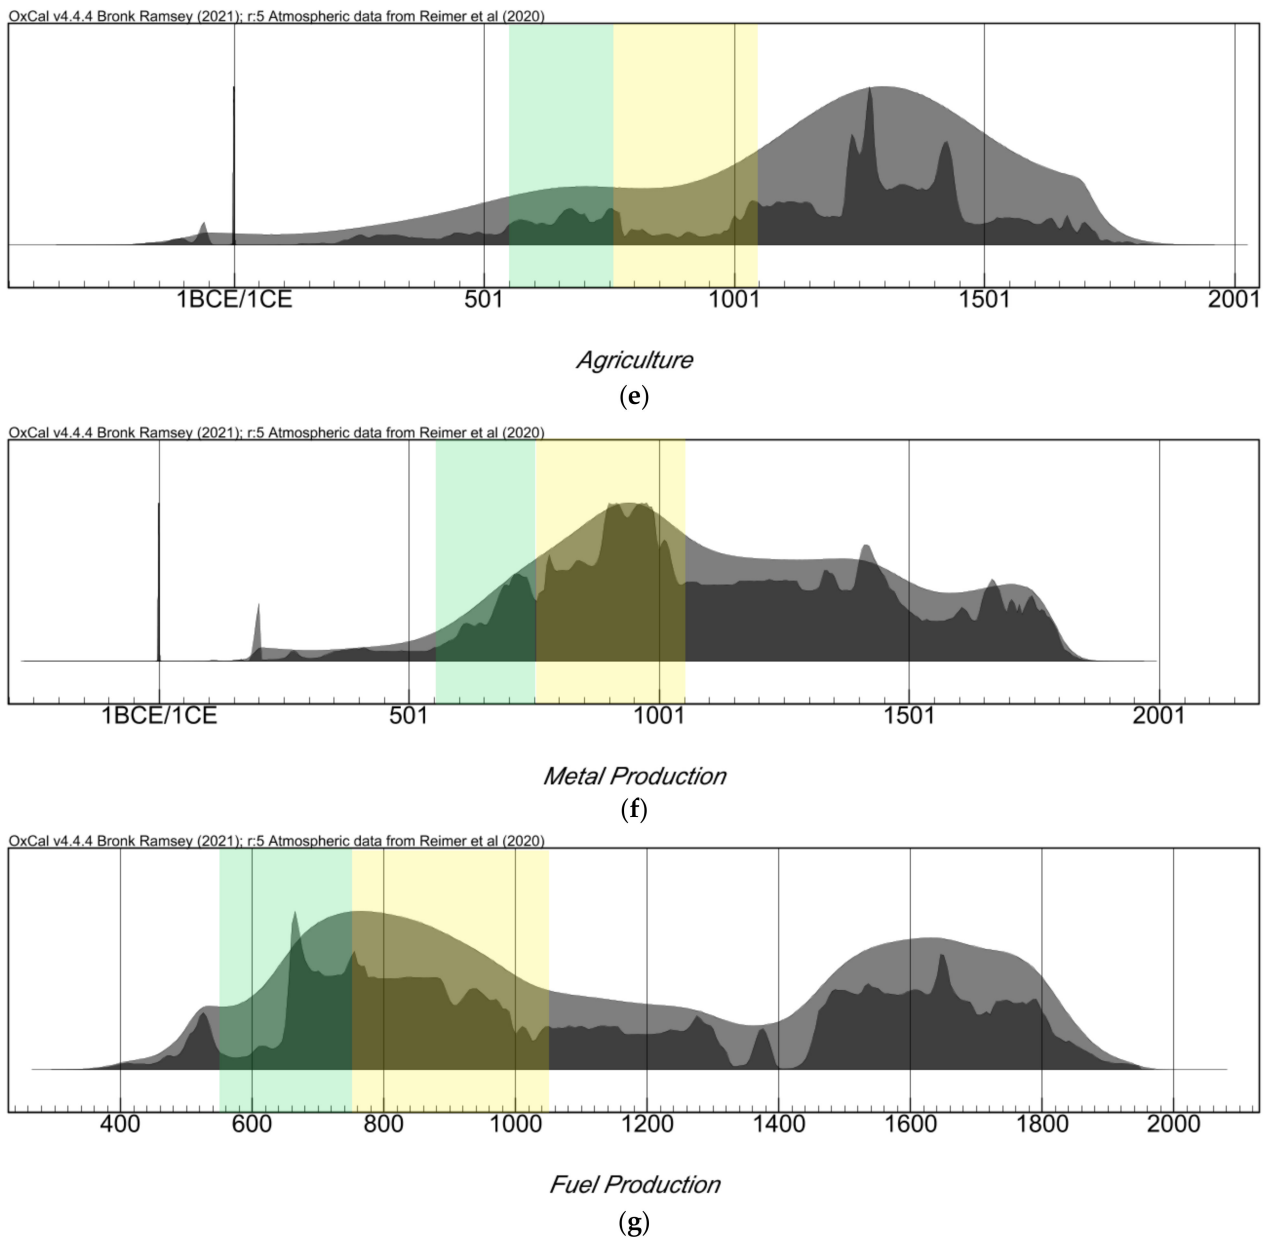 OxCal v4.4.4 Bronk Ramsey (2021); r:5 Atmospheric data from Reimer et al (2020)
1BCE/1CE 501 1001 1501 2001
Agriculture
(e)
OxCal v4.4.4 Bronk Ramsey (2021); r:5 Atmospheric data from Reimer et al (2020)
1BCE/1CE 501 1001 1501 2001
Metal Production
(f)
OxCal v4.4.4 Bronk Ramsey (2021); r:5 Atmospheric data from Reimer et al (2020)
400 600 800 1000 1200 1400 1600 1800 2000
Fuel Production
(g)